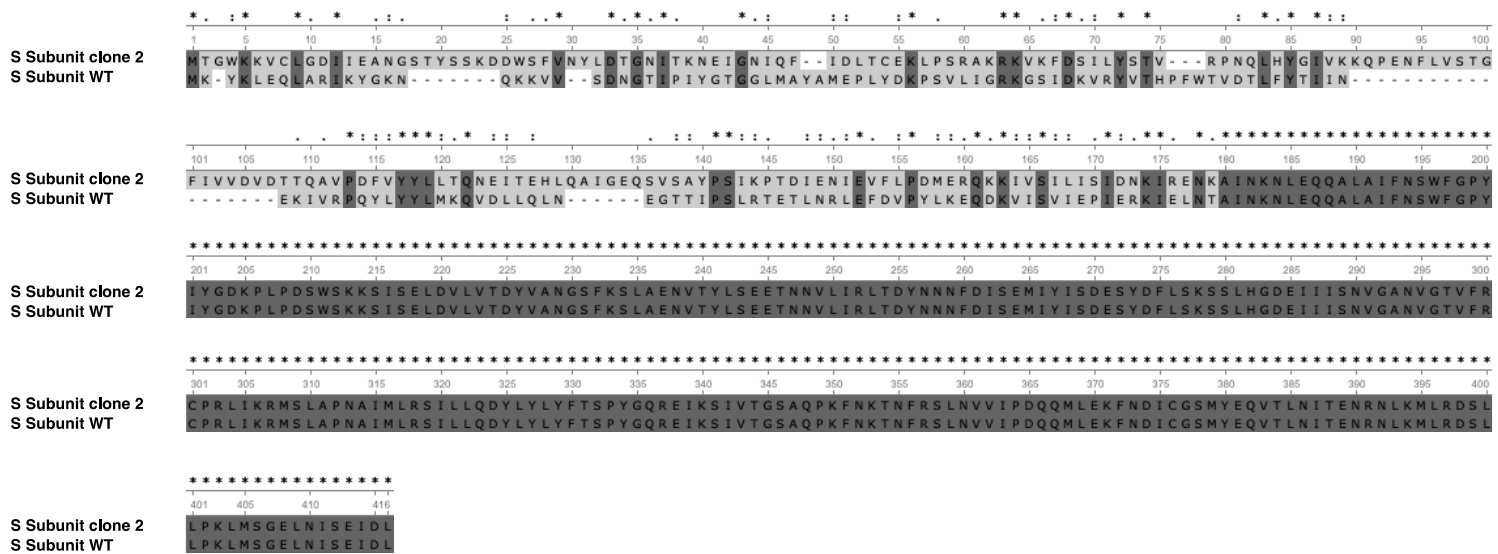 *. :* * * .: : ..* *.*.* *. : : :* . ** .:*. * * : *.* *::
1 5 10 15 20 25 30 35 40 45 50 55 60 65 70 75 80 85 90 95 100
S Subunit clone 2 MTGWKKVCLGDIIEANGSTYSSKDDWSFVNYLDTGNITKNEIGNIQF--IDLTCEKLPSRAKRKVKFDSILYSTV---RPNQLHYGIVKKQPENFLVSTG
S Subunit WT MK-YKLEQLARIKYGKN-------QKKVV--SDNGTIPIYGTGGLMAYAMEPLYDKPSVLIGRKGSIDKVRYVTHPFWTVDTLFYTIIN-----------
. . *:::***:.* :: : . :: **:. ::.:*. :* :: :*.*::*:: .*:.** *.*********************
101 105 110 115 120 125 130 135 140 145 150 155 160 165 170 175 180 185 190 195 200
S Subunit clone 2 FIVVDVDTTQAVPDFVYYLLTQNEITEHLQAIGEQSVSAYPSIKPTDIENIEVFLPDMERQKKIVSILISIDNKIRENKAINKNLEQQALAIFNSWFGPY
S Subunit WT -------EKIVRPQYLYYLMKQVDLLQLN------EGTTIPSLRTETLNRLEFDVPYLKEQDKVISVIEPIERKIELNTAINKNLEQQALAIFNSWFGPY
****************************************************************************************************
201 205 210 215 220 225 230 235 240 245 250 255 260 265 270 275 280 285 290 295 300
S Subunit clone 2 IYGDKPLPDSWSKKSISELDVLVTDYVANGSFKSLAENVTYLSEETNNVLIRLTDYNNNFDISEMIYISDESYDFLSKSSLHGDEIIISNVGANVGTVFR
S Subunit WT IYGDKPLPDSWSKKSISELDVLVTDYVANGSFKSLAENVTYLSEETNNVLIRLTDYNNNFDISEMIYISDESYDFLSKSSLHGDEIIISNVGANVGTVFR
****************************************************************************************************
301 305 310 315 320 325 330 335 340 345 350 355 360 365 370 375 380 385 390 395 400
S Subunit clone 2 CPRLIKRMSLAPNAIMLRSILLQDYLYLYFTSPYGQREIKSIVTGSAQPKFNKTNFRSLNVVIPDQQMLEKFNDICGSMYEQVTLNITENRNLKMLRDSL
S Subunit WT CPRLIKRMSLAPNAIMLRSILLQDYLYLYFTSPYGQREIKSIVTGSAQPKFNKTNFRSLNVVIPDQQMLEKFNDICGSMYEQVTLNITENRNLKMLRDSL
****************
401 405 410 416
S Subunit clone 2 LPKLMSGELNISEIDL
S Subunit WT LPKLMSGELNISEIDL